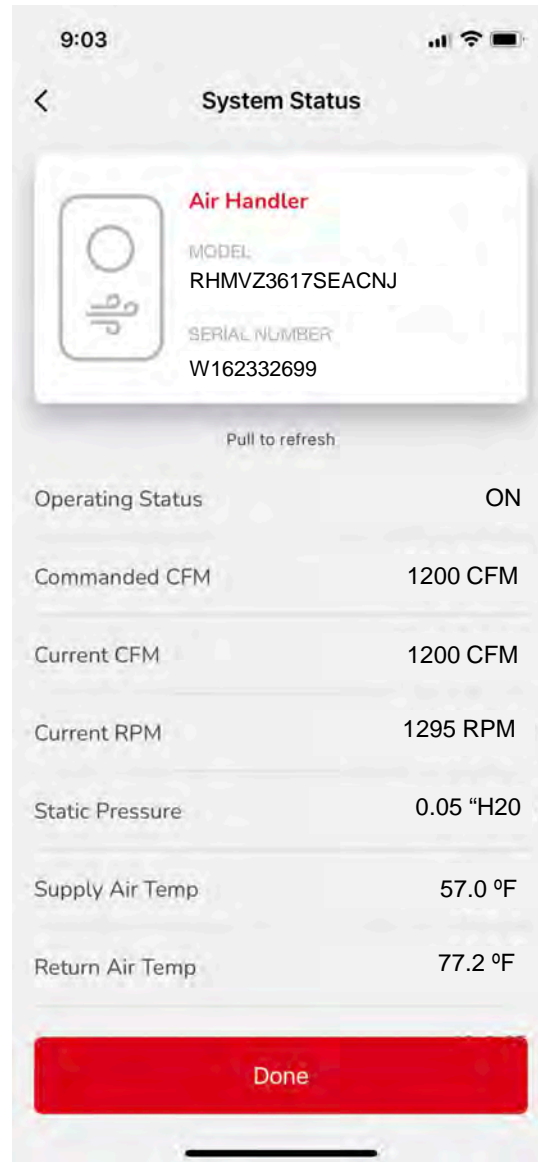 9:03
System Status
Air Handler
MODEL
RHMVZ3617SEACNJ
SERIAL NUMBER
W162332699
Pull to refresh
Operating Status ON
Commanded CFM 1200 CFM
Current CFM 1200 CFM
Current RPM 1295 RPM
Static Pressure 0.05 “H20
Supply Air Temp 57.0 ºF
Return Air Temp 77.2 ºF
Done